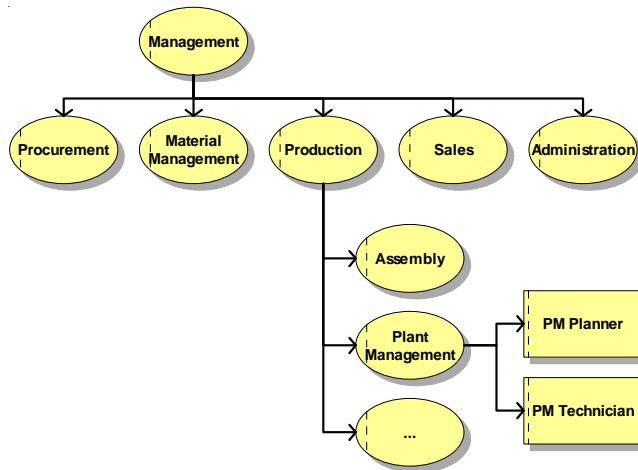 Management
Procurement
Material
Management
Production
Sales
Administration
Assembly
Plant
Management
PM Planner
PM Technician
...